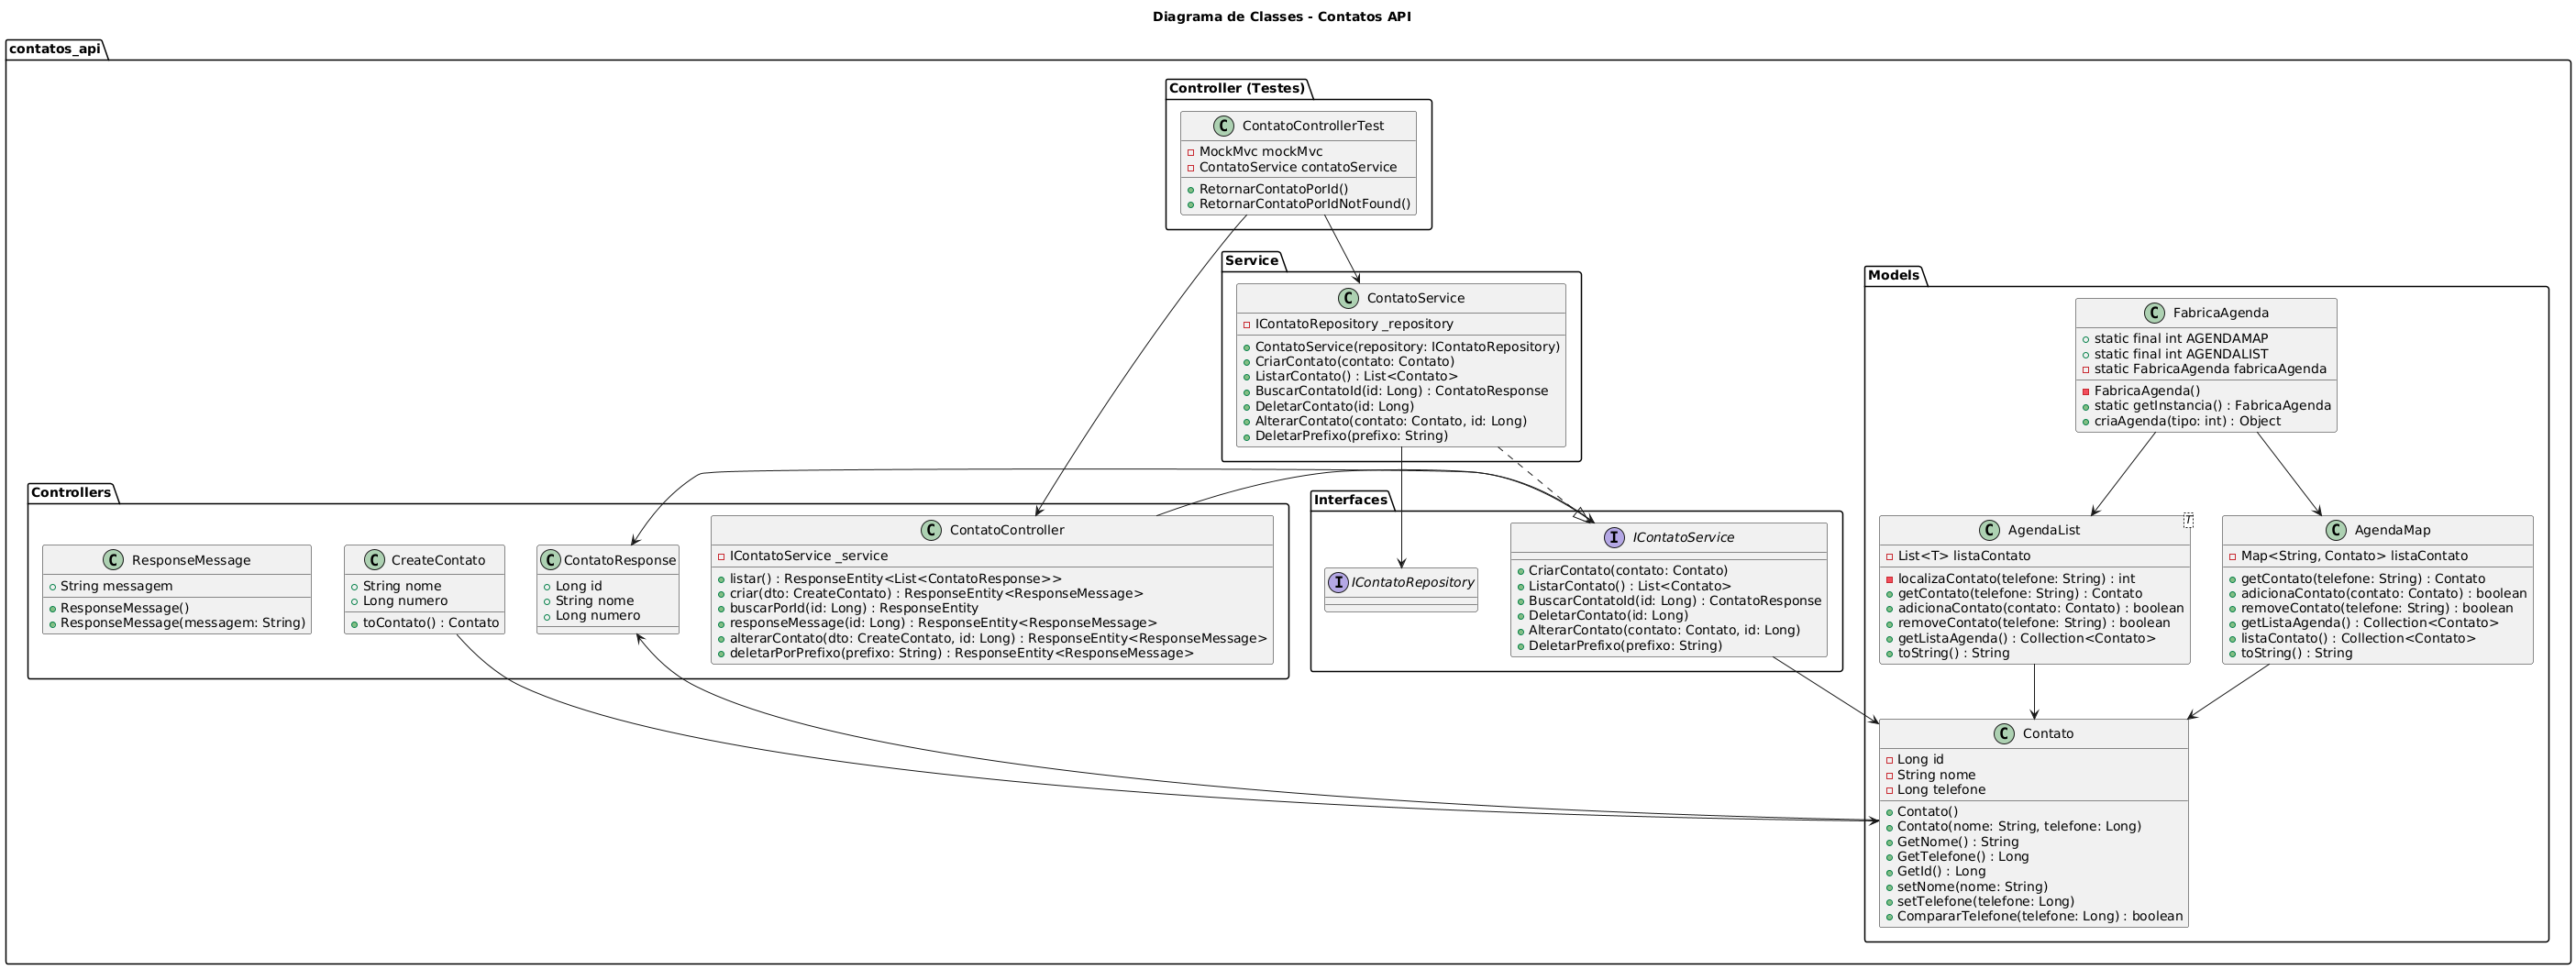 Diagrama de Classes - Contatos API
contatos_api
Controller (Testes)
C ContatoControllerTest
MockMvc mockMvc
ContatoService contatoService
RetornarContatoPorId()
RetornarContatoPorIdNotFound()
Service
C ContatoService
IContatoRepository _repository
ContatoService(repository: IContatoRepository)
CriarContato(contato: Contato)
ListarContato() : List<Contato>
BuscarContatoId(id: Long) : ContatoResponse
DeletarContato(id: Long)
AlterarContato(contato: Contato, id: Long)
DeletarPrefixo(prefixo: String)
Models
C FabricaAgenda
static final int AGENDAMAP
static final int AGENDALIST
static FabricaAgenda fabricaAgenda
FabricaAgenda()
static getInstancia() : FabricaAgenda
criaAgenda(tipo: int) : Object
Controllers
C ResponseMessage
String messagem
ResponseMessage()
ResponseMessage(messagem: String)
C CreateContato
String nome
Long numero
toContato() : Contato
C ContatoResponse
Long id
String nome
Long numero
C ContatoController
IContatoService _service
listar() : ResponseEntity<List<ContatoResponse>>
criar(dto: CreateContato) : ResponseEntity<ResponseMessage>
buscarPorId(id: Long) : ResponseEntity
responseMessage(id: Long) : ResponseEntity<ResponseMessage>
alterarContato(dto: CreateContato, id: Long) : ResponseEntity<ResponseMessage>
deletarPorPrefixo(prefixo: String) : ResponseEntity<ResponseMessage>
Interfaces
I IContatoRepository
I IContatoService
CriarContato(contato: Contato)
ListarContato() : List<Contato>
BuscarContatoId(id: Long) : ContatoResponse
DeletarContato(id: Long)
AlterarContato(contato: Contato, id: Long)
DeletarPrefixo(prefixo: String)
C AgendaList
T
List<T> listaContato
localizaContato(telefone: String) : int
getContato(telefone: String) : Contato
adicionaContato(contato: Contato) : boolean
removeContato(telefone: String) : boolean
getListaAgenda() : Collection<Contato>
toString() : String
C AgendaMap
Map<String, Contato> listaContato
getContato(telefone: String) : Contato
adicionaContato(contato: Contato) : boolean
removeContato(telefone: String) : boolean
getListaAgenda() : Collection<Contato>
listaContato() : Collection<Contato>
toString() : String
C Contato
Long id
String nome
Long telefone
Contato()
Contato(nome: String, telefone: Long)
GetNome() : String
GetTelefone() : Long
GetId() : Long
setNome(nome: String)
setTelefone(telefone: Long)
CompararTelefone(telefone: Long) : boolean